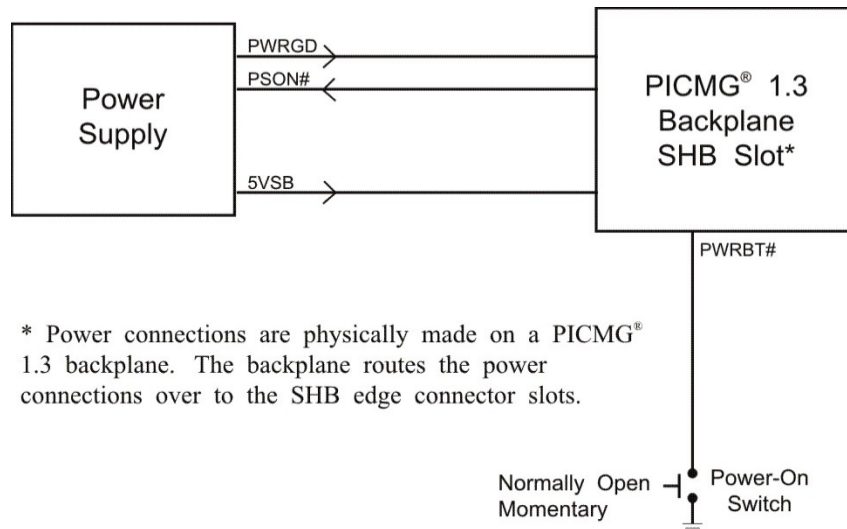 PWRGD
PSON#
Power
Supply
5VSB
PICMG® 1.3
Backplane
SHB Slot*
PWRBT#
* Power connections are physically made on a PICMG®
1.3 backplane. The backplane routes the power
connections over to the SHB edge connector slots.
Normally Open
Momentary
Power-On
Switch